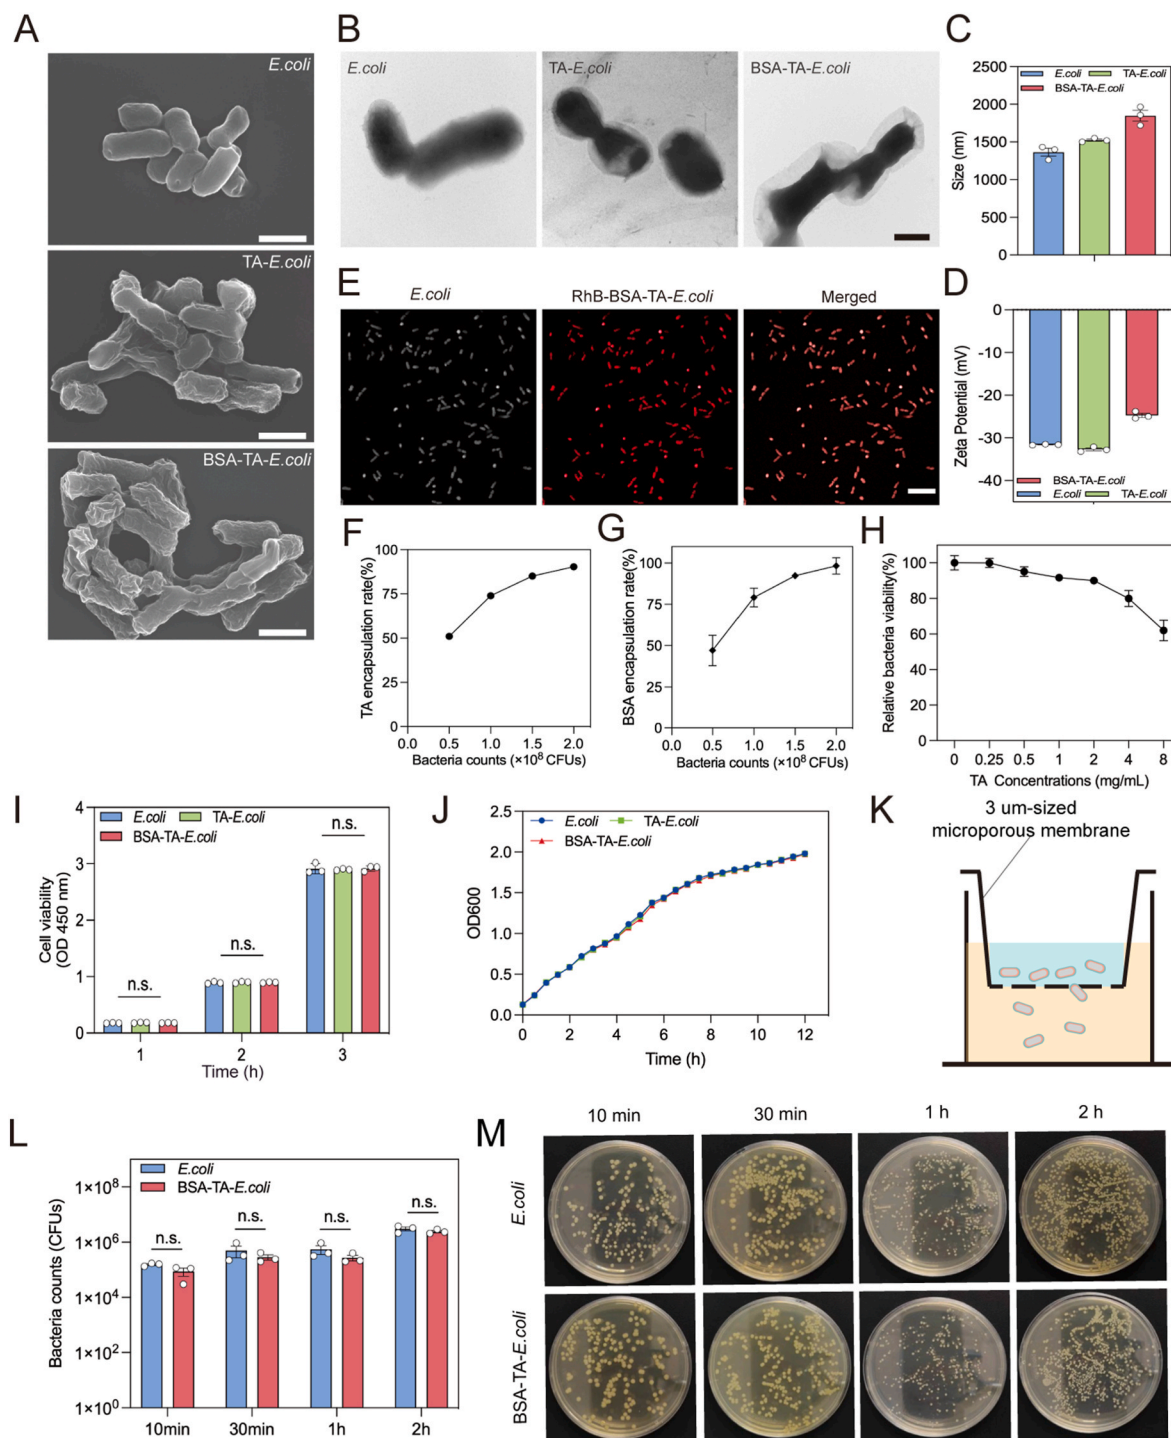 A
E.coli
TA-E.coli
BSA-TA-E.coli
B
E.coli
TA-E.coli
BSA-TA-E.coli
C
2500
2000
1500
1000
500
0
Size (nm)
E.coli
TA-E.coli
BSA-TA-E.coli
D
0
-10
-20
-30
-40
Zeta Potential (mV)
BSA-TA-E.coli
E.coli
TA-E.coli
E
E.coli
RhB-BSA-TA-E.coli
Merged
F
100
75
50
25
0
TA encapsulation rate(%)
0.0 0.5 1.0 1.5 2.0
Bacteria counts (×10⁸ CFUs)
G
100
75
50
25
0
BSA encapsulation rate(%)
0.0 0.5 1.0 1.5 2.0
Bacteria counts (×10⁸ CFUs)
H
100
80
60
40
20
0
Relative bacteria viability(%)
0 0.25 0.5 1 2 4 8
TA Concentrations (mg/mL)
I
4
3
2
1
0
Cell viability
(OD 450 nm)
E.coli
TA-E.coli
BSA-TA-E.coli
n.s.
n.s.
n.s.
1 2 3
Time (h)
J
2.5
2.0
1.5
1.0
0.5
0.0
OD600
E.coli
TA-E.coli
BSA-TA-E.coli
0 2 4 6 8 10 12
Time (h)
K
3 um-sized
microporous membrane
L
1×10⁸
1×10⁶
1×10⁴
1×10²
1×10⁰
Bacteria counts (CFUs)
E.coli
BSA-TA-E.coli
n.s.
n.s.
n.s.
n.s.
10min 30min 1h 2h
M
10 min
30 min
1 h
2 h
E.coli
BSA-TA-E.coli